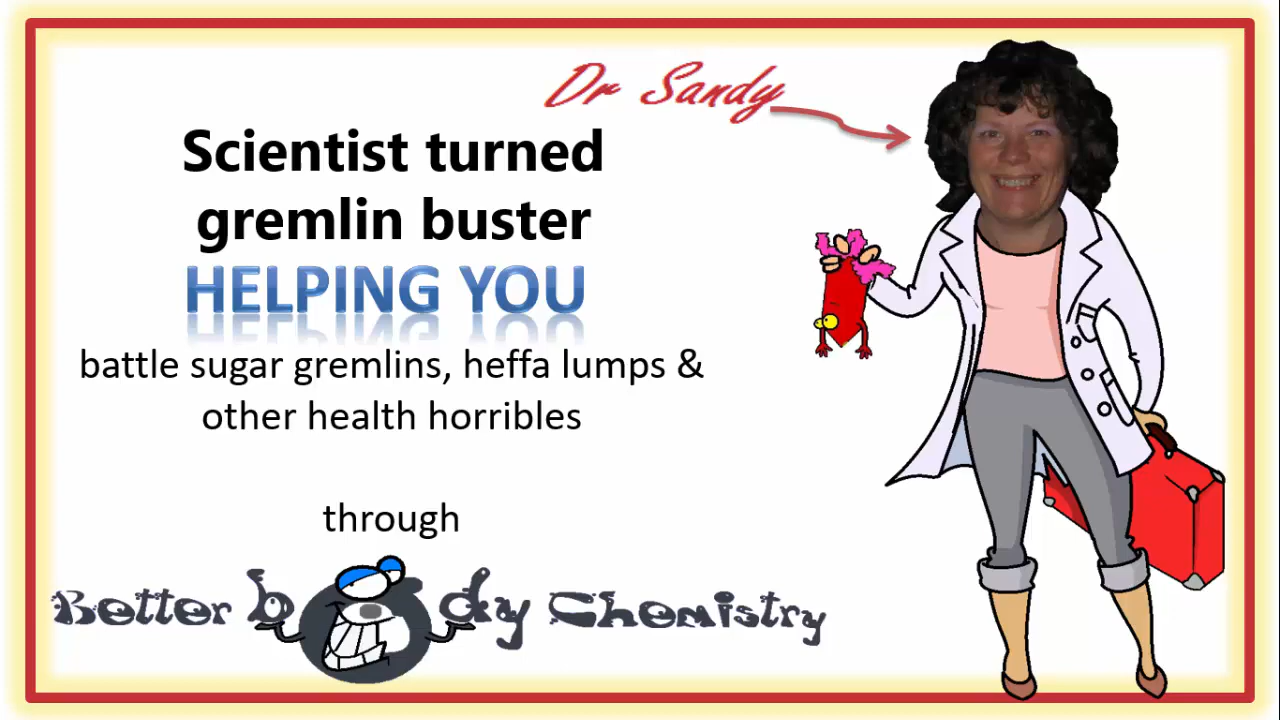 Dr Sandy
Scientist turned
gremlin buster
HELPING YOU
battle sugar gremlins, heffa lumps &
other health horribles
through
Better body Chemistry